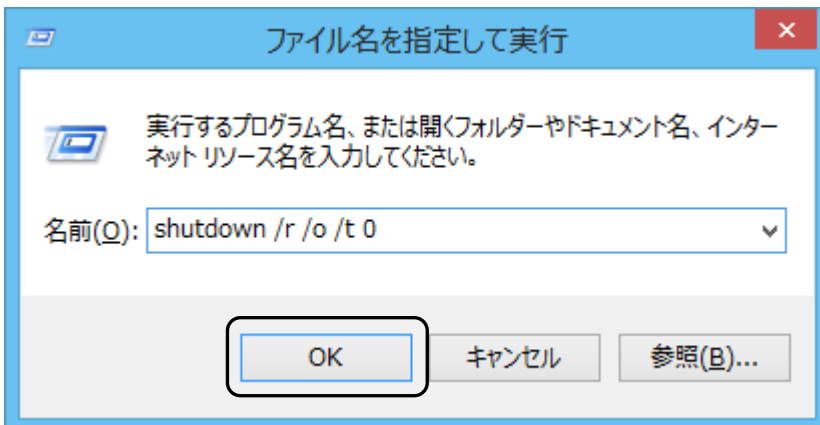 ファイル名を指定して実行
実行するプログラム名、または開くフォルダーやドキュメント名、インター
ネット リソース名を入力してください。
名前(O): shutdown /r /o /t 0
OK キャンセル 参照(B)...